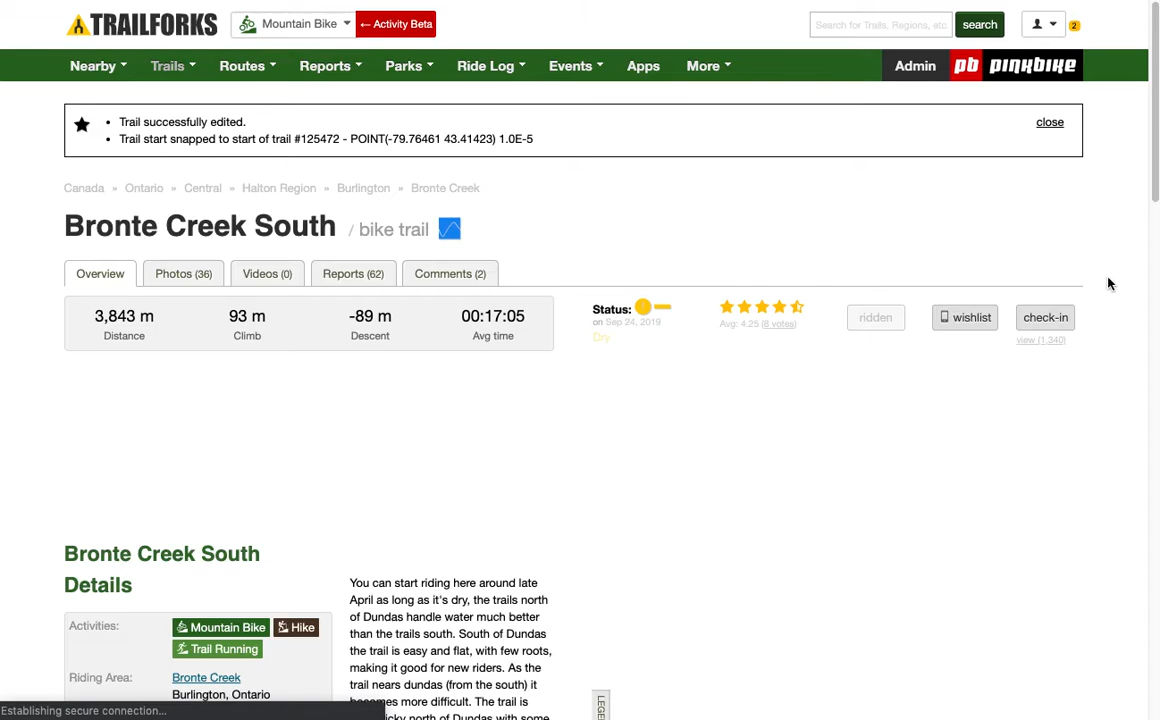 TRAILFORKS
Mountain Bike
← Activity Beta
Search for Trails, Regions, etc.
search
2
Nearby
Trails
Routes
Reports
Parks
Ride Log
Events
Apps
More
Admin
pb pinkbike
• Trail successfully edited.
close
• Trail start snapped to start of trail #125472 - POINT(-79.76461 43.41423) 1.0E-5
Canada » Ontario » Central » Halton Region » Burlington » Bronte Creek
Bronte Creek South / bike trail
Overview
Photos (36)
Videos (0)
Reports (62)
Comments (2)
3,843 m
Distance
93 m
Climb
-89 m
Descent
00:17:05
Avg time
Status:
on Sep 24, 2019
Dry
Avg: 4.25 (8 votes)
ridden
wishlist
check-in
view (1,340)
Bronte Creek South
Details
Activities:
Mountain Bike
Hike
Trail Running
Riding Area:
Bronte Creek
Burlington, Ontario
You can start riding here around late
April as long as it's dry, the trails north
of Dundas handle water much better
than the trails south. South of Dundas
the trail is easy and flat, with few roots,
making it good for new riders. As the
trail nears dundas (from the south) it
becomes more difficult. The trail is
north of Dundas with some
Establishing secure connection...